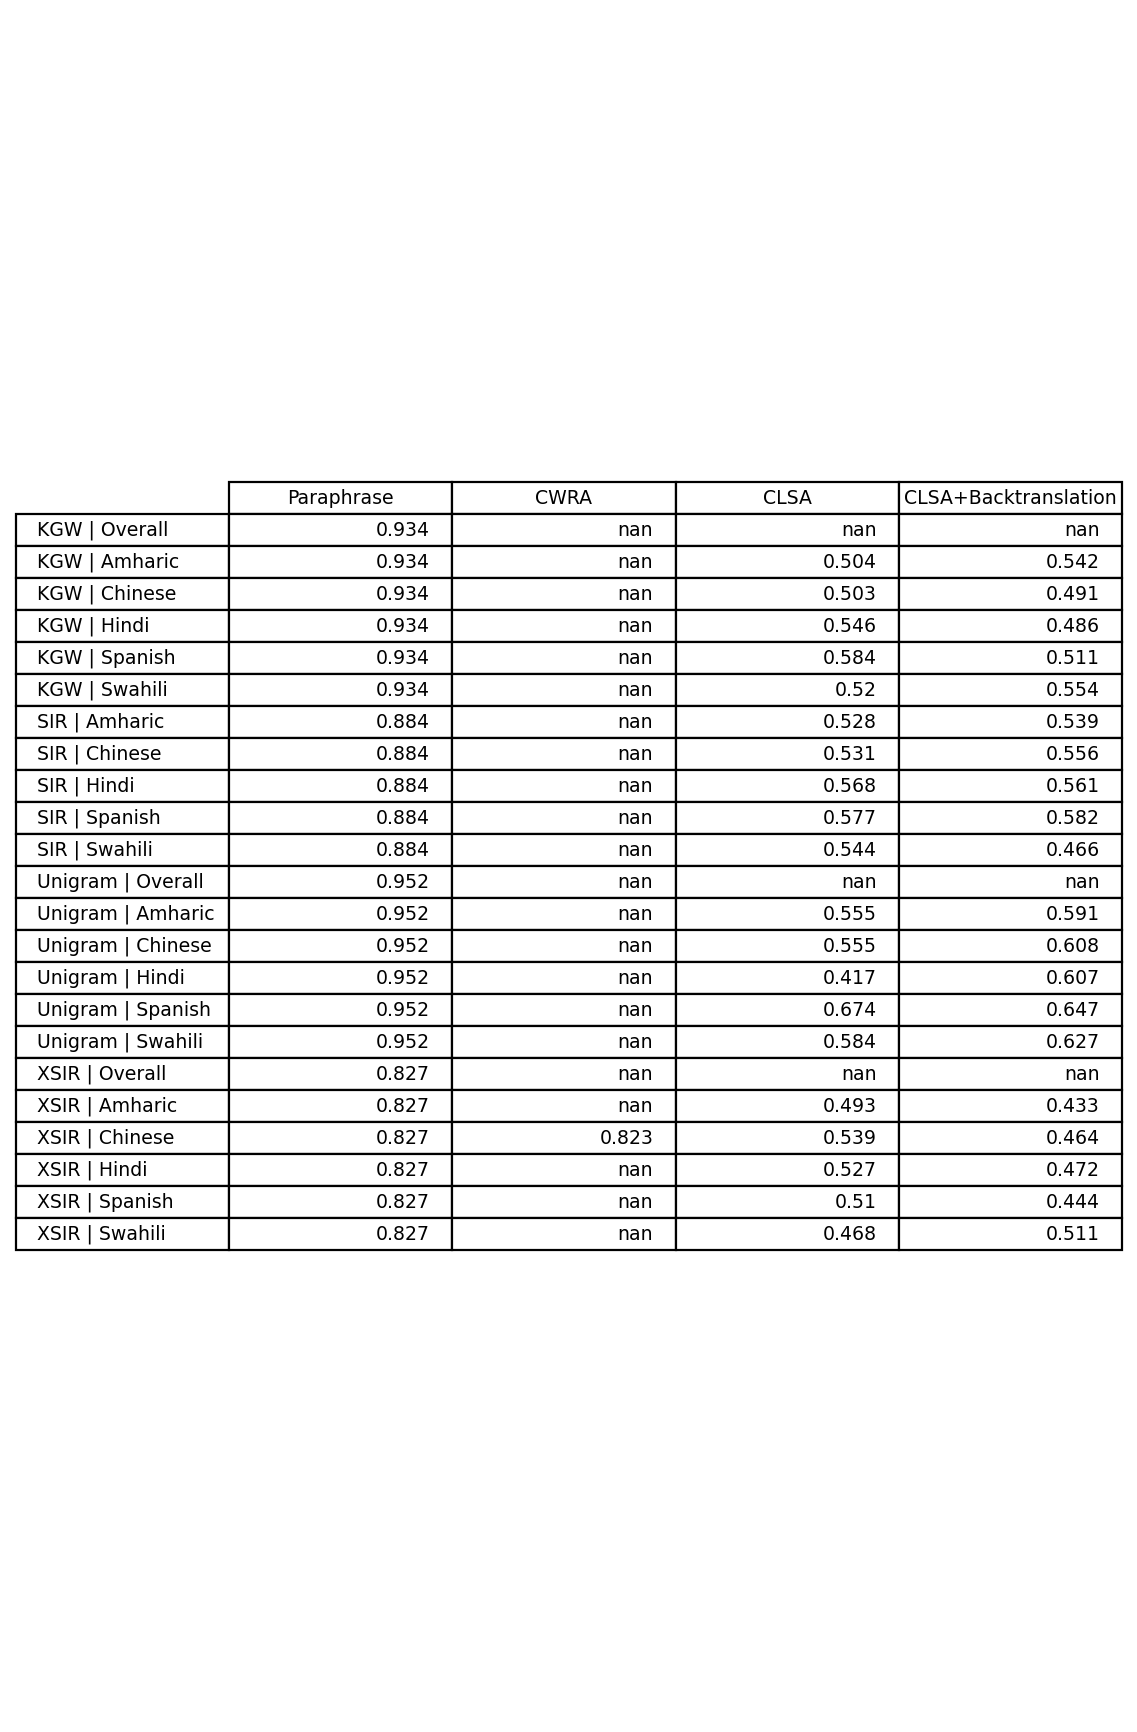 Paraphrase CWRA CLSA CLSA+Backtranslation
KGW | Overall 0.934 nan nan nan
KGW | Amharic 0.934 nan 0.504 0.542
KGW | Chinese 0.934 nan 0.503 0.491
KGW | Hindi 0.934 nan 0.546 0.486
KGW | Spanish 0.934 nan 0.584 0.511
KGW | Swahili 0.934 nan 0.52 0.554
SIR | Amharic 0.884 nan 0.528 0.539
SIR | Chinese 0.884 nan 0.531 0.556
SIR | Hindi 0.884 nan 0.568 0.561
SIR | Spanish 0.884 nan 0.577 0.582
SIR | Swahili 0.884 nan 0.544 0.466
Unigram | Overall 0.952 nan nan nan
Unigram | Amharic 0.952 nan 0.555 0.591
Unigram | Chinese 0.952 nan 0.555 0.608
Unigram | Hindi 0.952 nan 0.417 0.607
Unigram | Spanish 0.952 nan 0.674 0.647
Unigram | Swahili 0.952 nan 0.584 0.627
XSIR | Overall 0.827 nan nan nan
XSIR | Amharic 0.827 nan 0.493 0.433
XSIR | Chinese 0.827 0.823 0.539 0.464
XSIR | Hindi 0.827 nan 0.527 0.472
XSIR | Spanish 0.827 nan 0.51 0.444
XSIR | Swahili 0.827 nan 0.468 0.511